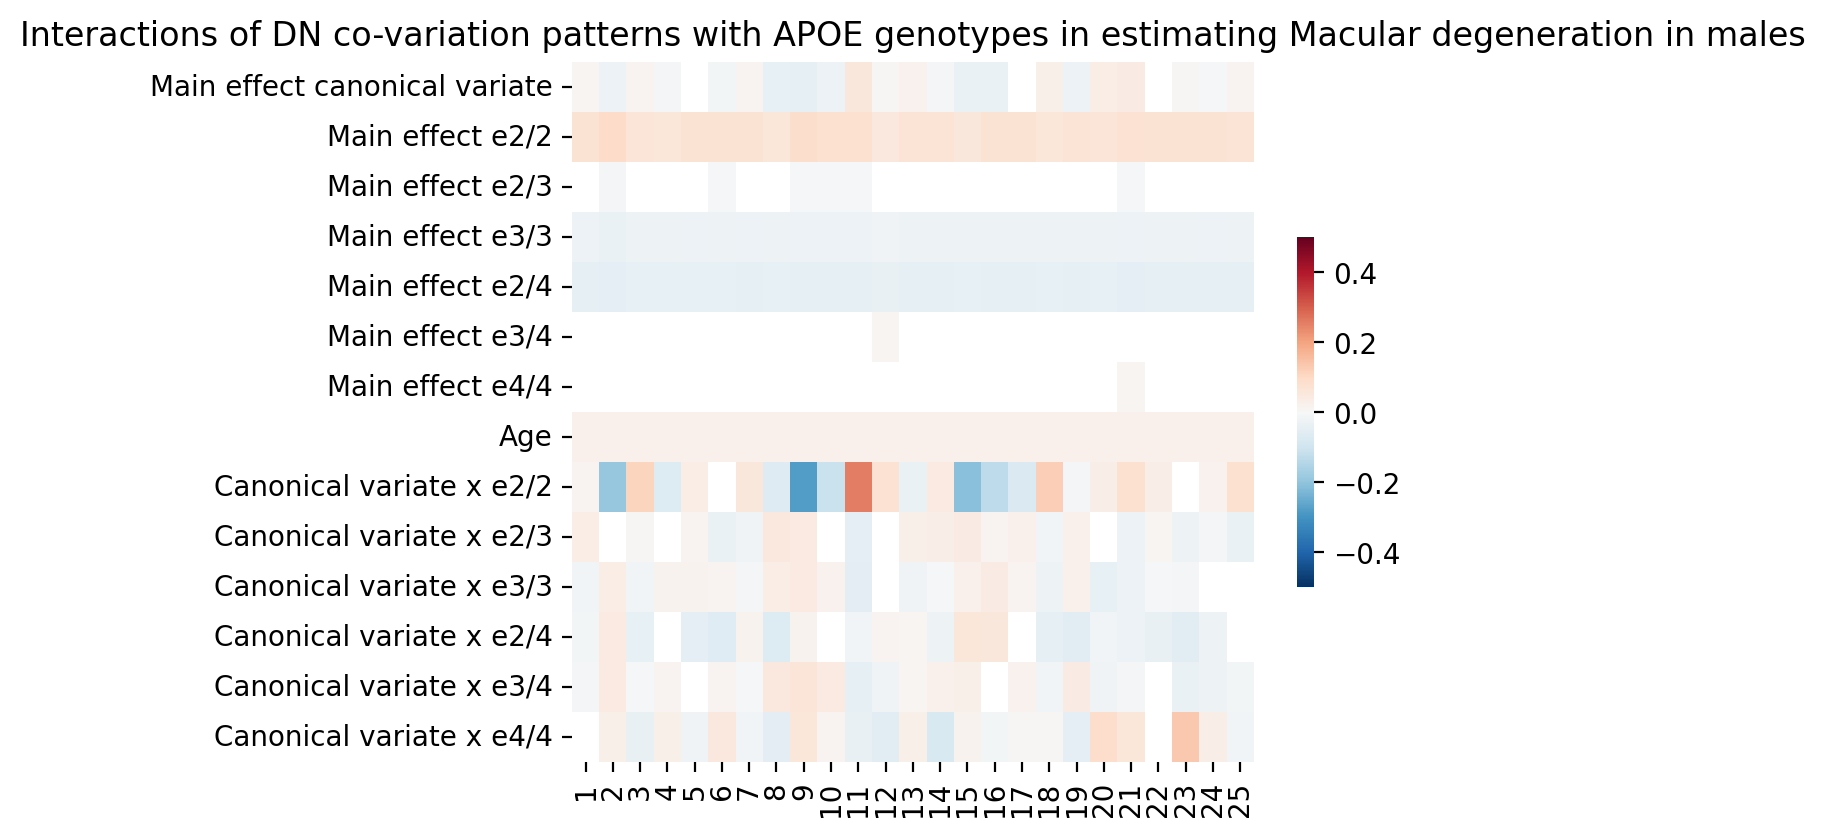 Interactions of DN co-variation patterns with APOE genotypes in estimating Macular degeneration in males
Main effect canonical variate
Main effect e2/2
Main effect e2/3
Main effect e3/3
Main effect e2/4
Main effect e3/4
Main effect e4/4
Age
Canonical variate x e2/2
Canonical variate x e2/3
Canonical variate x e3/3
Canonical variate x e2/4
Canonical variate x e3/4
Canonical variate x e4/4
1 2 3 4 5 6 7 8 9 10 11 12 13 14 15 16 17 18 19 20 21 22 23 24 25
0.4
0.2
0.0
−0.2
−0.4